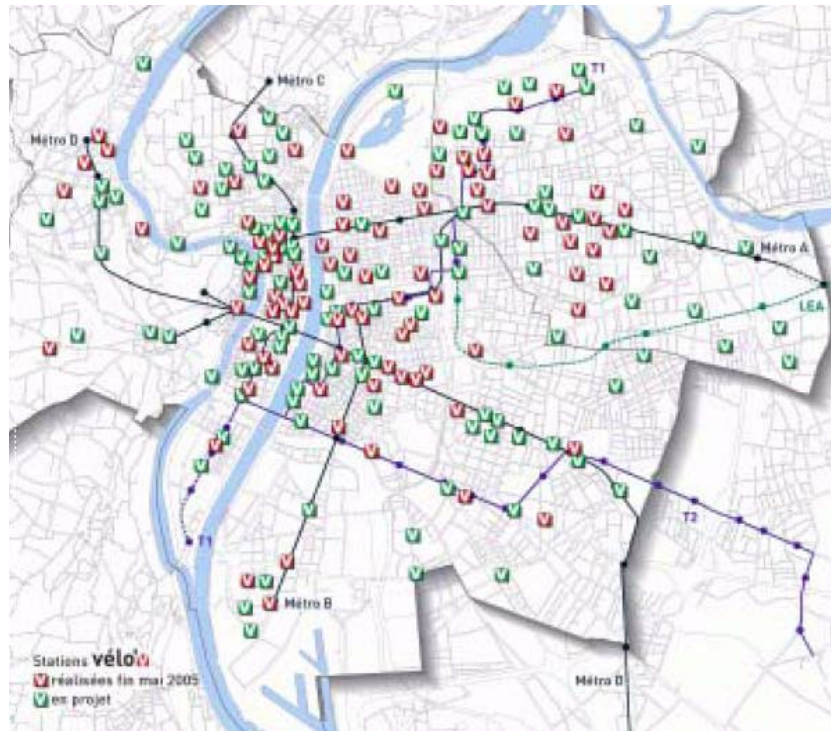 T1
Métro C
Métro D
Métro A
LEA
T2
T1
Métro B
Métro D
Stations vélo'v
réalisées fin mai 2005
en projet